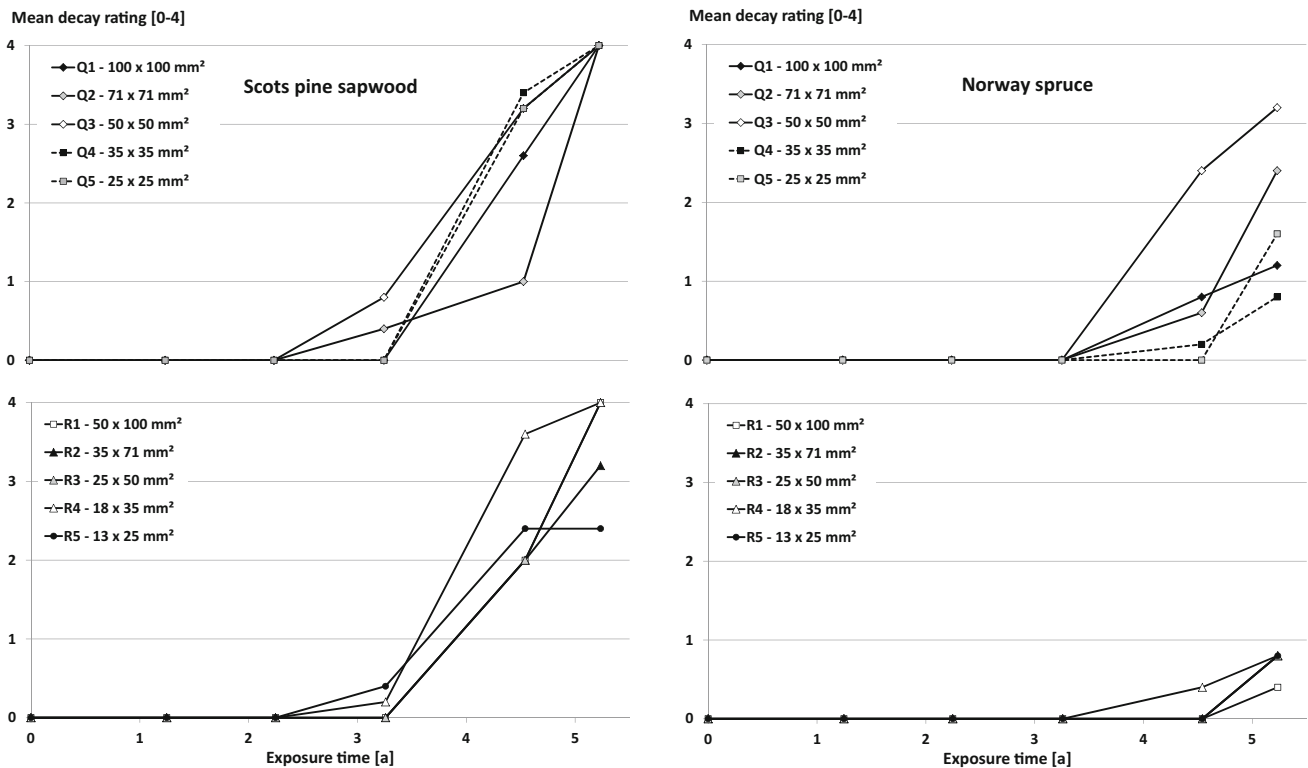 Mean decay rating [0-4]
4
3
2
1
0
Q1 - 100 x 100 mm²
Q2 - 71 x 71 mm²
Q3 - 50 x 50 mm²
Q4 - 35 x 35 mm²
Q5 - 25 x 25 mm²
Scots pine sapwood
Mean decay rating [0-4]
4
3
2
1
0
Q1 - 100 x 100 mm²
Q2 - 71 x 71 mm²
Q3 - 50 x 50 mm²
Q4 - 35 x 35 mm²
Q5 - 25 x 25 mm²
Norway spruce
4
3
2
1
0
R1 - 50 x 100 mm²
R2 - 35 x 71 mm²
R3 - 25 x 50 mm²
R4 - 18 x 35 mm²
R5 - 13 x 25 mm²
0 1 2 3 4 5
Exposure time [a]
4
3
2
1
0
R1 - 50 x 100 mm²
R2 - 35 x 71 mm²
R3 - 25 x 50 mm²
R4 - 18 x 35 mm²
R5 - 13 x 25 mm²
0 1 2 3 4 5
Exposure time [a]